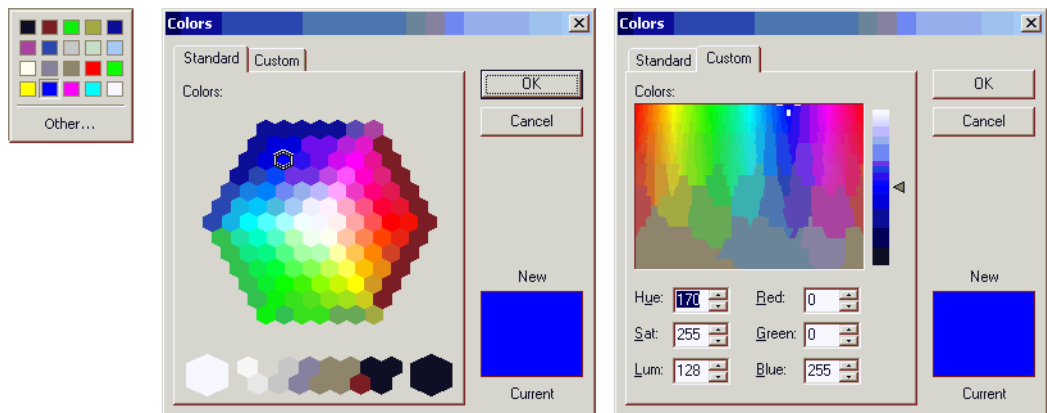 Other...
Colors
Standard Custom
Colors:
OK
Cancel
New
Current
Colors
Standard Custom
Colors:
OK
Cancel
New
Hue: 170 Red: 0
Sat: 255 Green: 0
Lum: 128 Blue: 255
Current